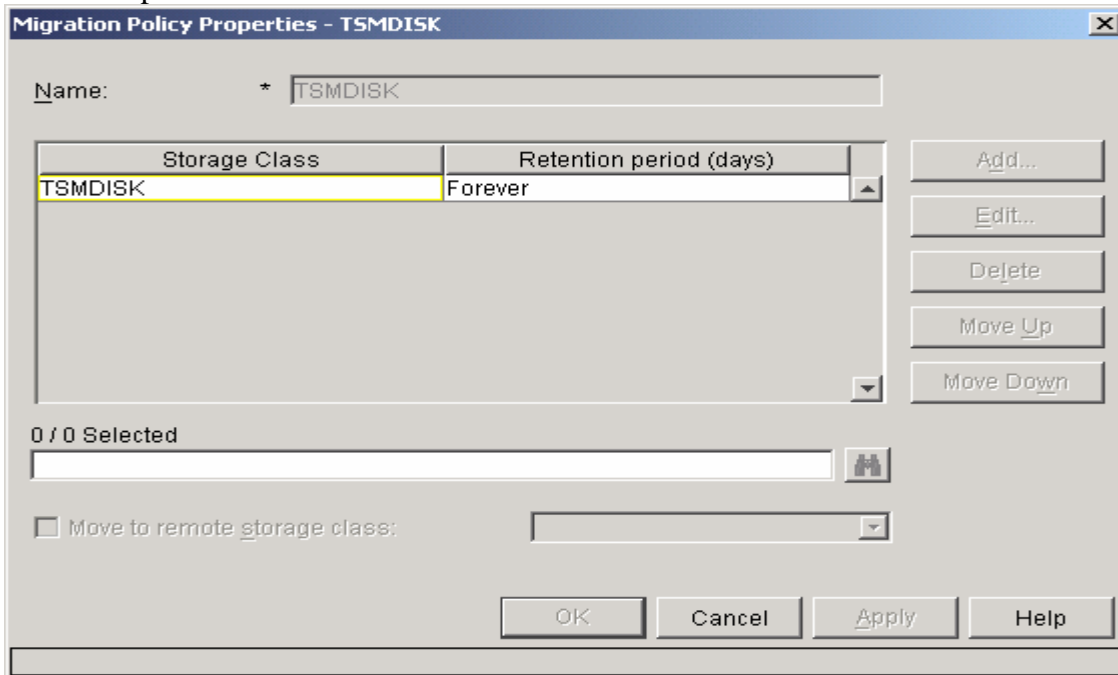 Migration Policy Properties - TSMDISK
Name: * TSMDISK
Storage Class Retention period (days)
TSMDISK Forever
Add...
Edit...
Delete
Move Up
Move Down
0 / 0 Selected
Move to remote storage class:
OK Cancel Apply Help